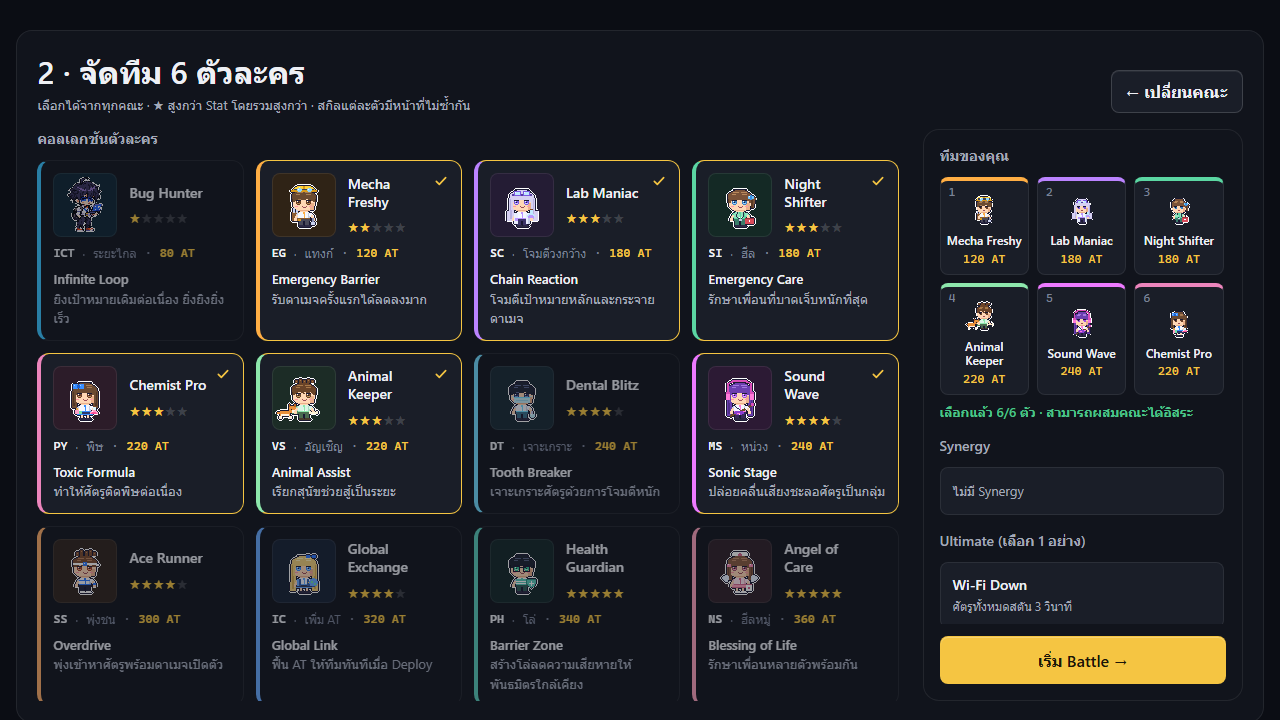 2 · จัดทีม 6 ตัวละคร
เลือกได้จากทุกคณะ · ★ สูงกว่า Stat โดยรวมสูงกว่า · สกิลแต่ละตัวมีหน้าที่ไม่ซ้ำกัน
← เปลี่ยนคณะ
คอลเลกชันตัวละคร
Bug Hunter
★★★★★
ICT · ระยะไกล · 80 AT
Infinite Loop
ยิงเป้าหมายเดิมต่อเนื่อง ยิ่งยิงยิ่ง
เร็ว
Mecha
Freshy
✓
★★★★★
EG · แทงก์ · 120 AT
Emergency Barrier
รับดาเมจครั้งแรกได้ลดลงมาก
Lab Maniac
✓
★★★★★
SC · โจมตีวงกว้าง · 180 AT
Chain Reaction
โจมตีเป้าหมายหลักและกระจาย
ดาเมจ
Night
Shifter
✓
★★★★★
SI · ฮีล · 180 AT
Emergency Care
รักษาเพื่อนที่บาดเจ็บหนักที่สุด
Chemist Pro
✓
★★★★★
PY · พิษ · 220 AT
Toxic Formula
ทำให้ศัตรูติดพิษต่อเนื่อง
Animal
Keeper
✓
★★★★★
VS · อัญเชิญ · 220 AT
Animal Assist
เรียกสุนัขช่วยสู้เป็นระยะ
Dental Blitz
★★★★★
DT · เจาะเกราะ · 240 AT
Tooth Breaker
เจาะเกราะศัตรูด้วยการโจมตีหนัก
Sound
Wave
✓
★★★★★
MS · หน่วง · 240 AT
Sonic Stage
ปล่อยคลื่นเสียงชะลอศัตรูเป็นกลุ่ม
Ace Runner
★★★★★
SS · พุ่งชน · 300 AT
Overdrive
พุ่งเข้าหาศัตรูพร้อมดาเมจเปิดตัว
Global
Exchange
★★★★★
IC · เพิ่ม AT · 320 AT
Global Link
ฟื้น AT ให้ทีมทันทีเมื่อ Deploy
Health
Guardian
★★★★★
PH · โล่ · 340 AT
Barrier Zone
สร้างโล่ลดความเสียหายให้
พันธมิตรใกล้เคียง
Angel of
Care
★★★★★
NS · ฮีลหมู่ · 360 AT
Blessing of Life
รักษาเพื่อนหลายตัวพร้อมกัน
ทีมของคุณ
1
Mecha Freshy
120 AT
2
Lab Maniac
180 AT
3
Night Shifter
180 AT
4
Animal
Keeper
220 AT
5
Sound Wave
240 AT
6
Chemist Pro
220 AT
เลือกแล้ว 6/6 ตัว · สามารถผสมคณะได้อิสระ
Synergy
ไม่มี Synergy
Ultimate (เลือก 1 อย่าง)
Wi-Fi Down
ศัตรูทั้งหมดสตัน 3 วินาที
เริ่ม Battle →